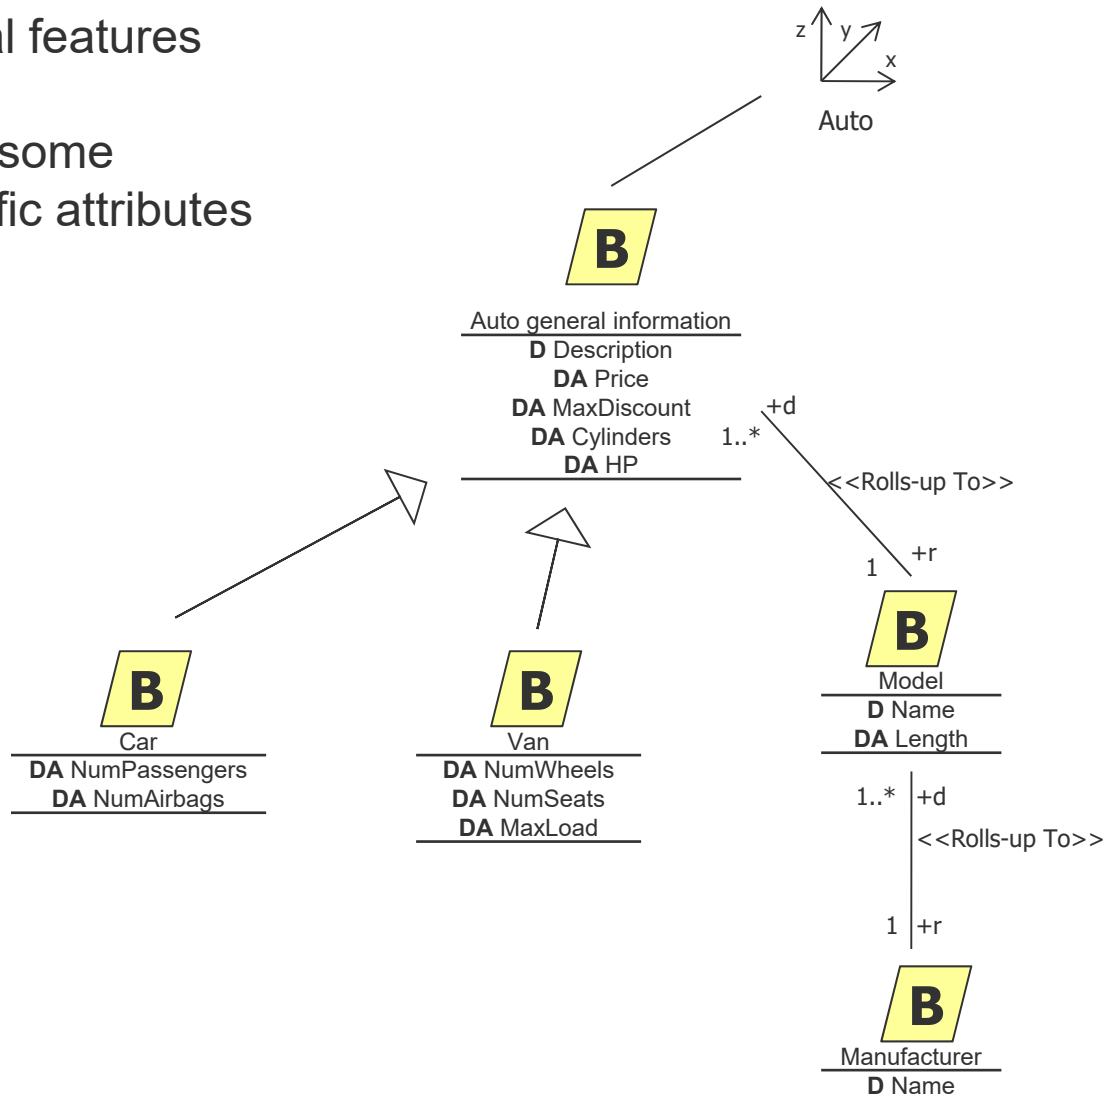 features
some
attributes
z
y
x
Auto
B
Auto general information
D Description
DA Price
DA MaxDiscount
DA Cylinders
DA HP
+d
1..*
<<Rolls-up To>>
+r
1
B
Car
DA NumPassengers
DA NumAirbags
B
Van
DA NumWheels
DA NumSeats
DA MaxLoad
B
Model
D Name
DA Length
1..* +d
<<Rolls-up To>>
1 +r
B
Manufacturer
D Name